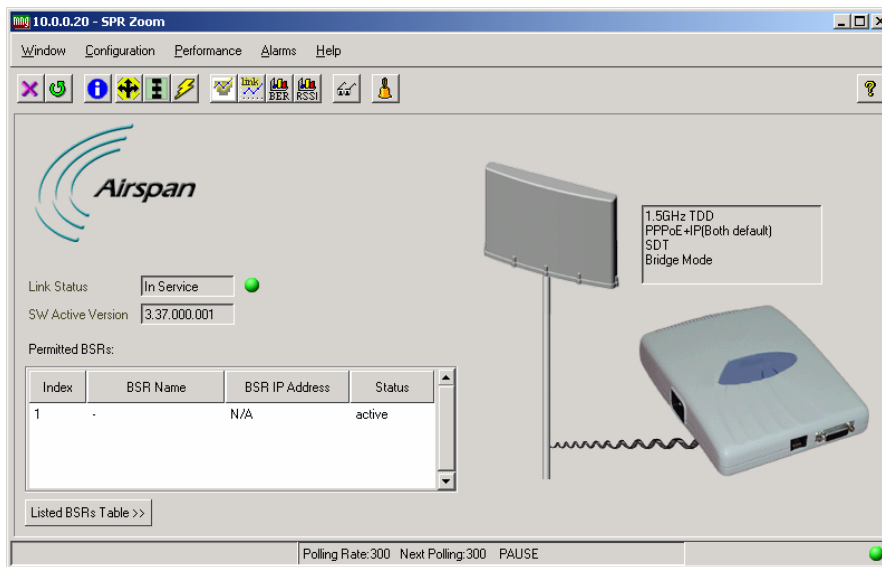 10.0.0.20 - SPR Zoom
Window Configuration Performance Alarms Help
link BER RSSI ?
Airspan
1.5GHz TDD
PPPoE+IP(Both default)
SDT
Bridge Mode
Link Status In Service
SW Active Version 3.37.000.001
Permitted BSRs:
Index BSR Name BSR IP Address Status
1 - N/A active
Listed BSRs Table >>
Polling Rate:300 Next Polling:300 PAUSE